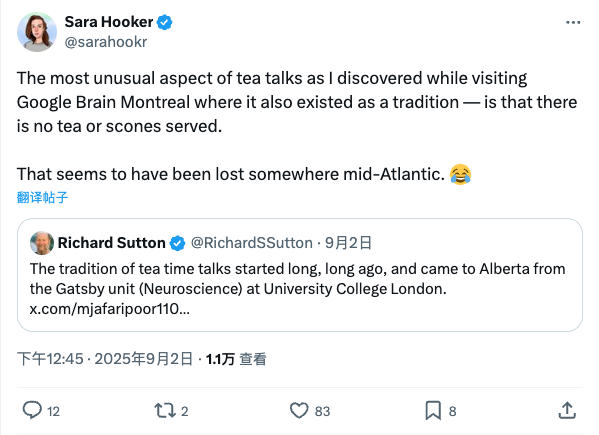 Sara Hooker
@sarahookr
The most unusual aspect of tea talks as I discovered while visiting
Google Brain Montreal where it also existed as a tradition — is that there
is no tea or scones served.
That seems to have been lost somewhere mid-Atlantic. 😂
翻译帖子
Richard Sutton @RichardSSutton · 9月2日
The tradition of tea time talks started long, long ago, and came to Alberta from
the Gatsby unit (Neuroscience) at University College London.
x.com/mjafaripoor110…
下午12:45 · 2025年9月2日 · 1.1万 查看
12 2 83 8